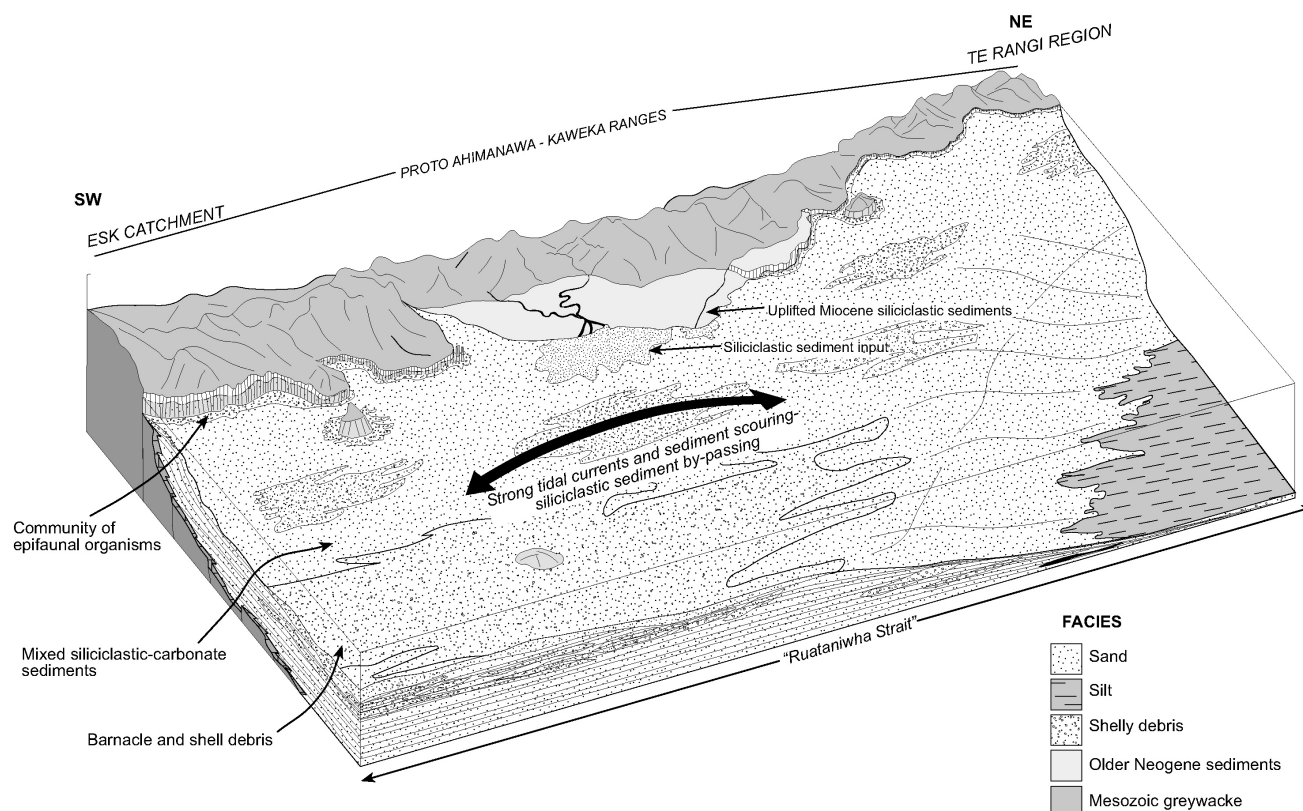 NE
TE RANGI REGION
PROTO AHIMANAWA - KAWEKA RANGES
SW
ESK CATCHMENT
Uplifted Miocene siliciclastic sediments
Siliciclastic sediment input
Strong tidal currents and sediment scouring-
siliciclastic sediment by-passing
Community of
epifaunal organisms
Mixed siliciclastic-carbonate
sediments
Barnacle and shell debris
"Ruataniwha Strait"
FACIES
Sand
Silt
Shelly debris
Older Neogene sediments
Mesozoic greywacke